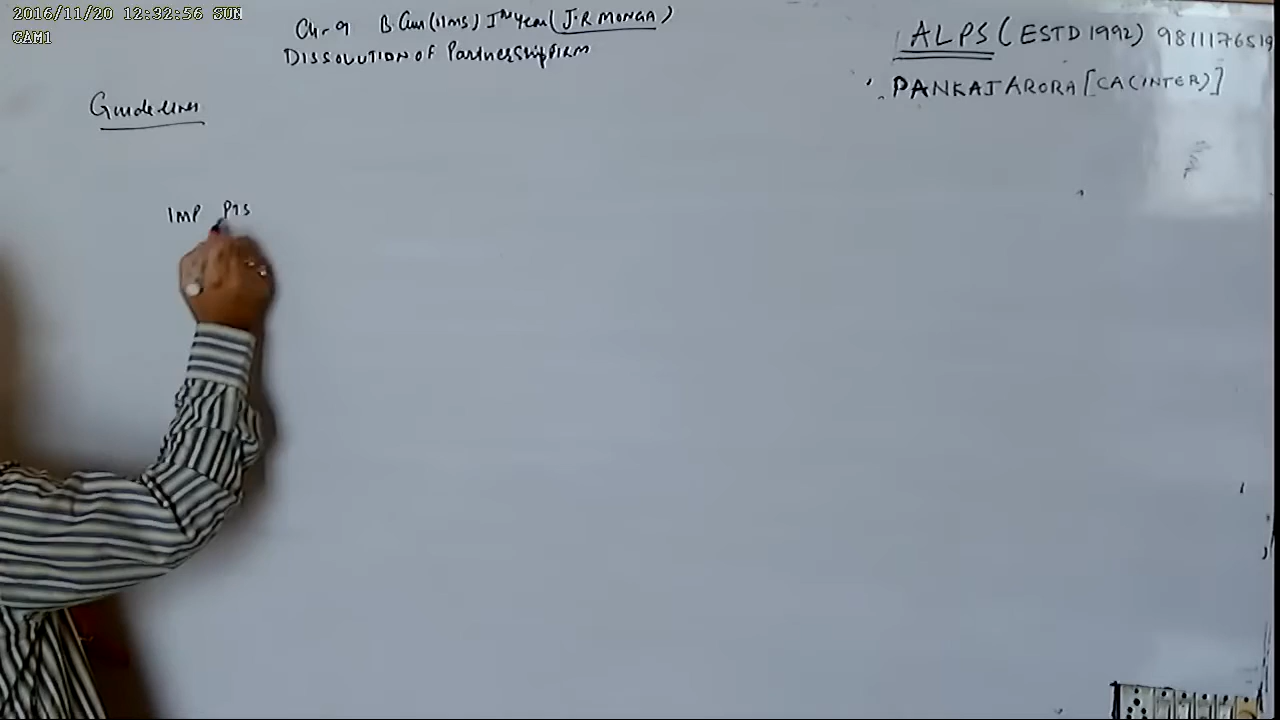 2016/11/20 12:32:56 SUN
CAM1
Ch-9 B.Com (Hons) Ist Year (J.R MONGA)
DISSOLUTION OF Partnership FIRM
ALPS (ESTD 1992) 9811176519
PANKAJ ARORA [CA(INTER)]
Guidelines
IMP PTS